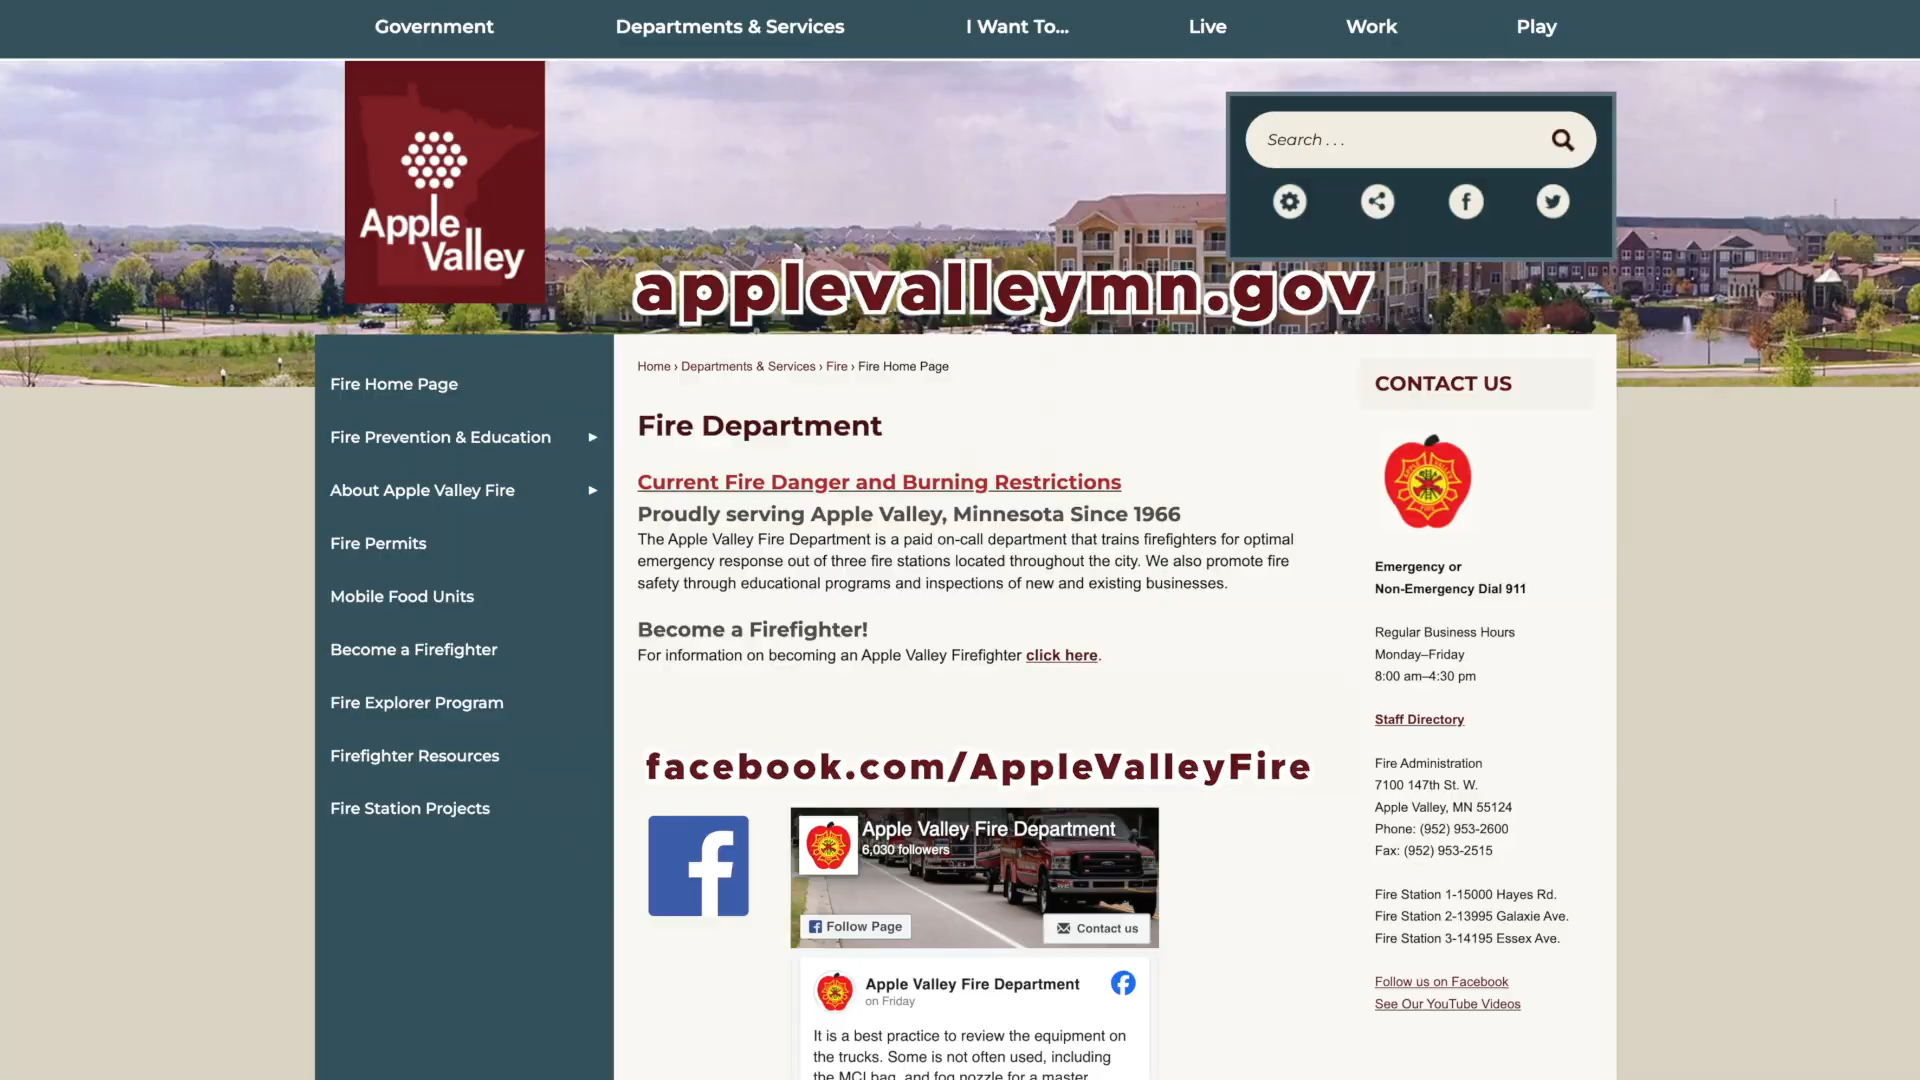 Government
Departments & Services
I Want To...
Live
Work
Play
Apple
Valley
Search . . .
applevalleymn.gov
Fire Home Page
Fire Prevention & Education
About Apple Valley Fire
Fire Permits
Mobile Food Units
Become a Firefighter
Fire Explorer Program
Firefighter Resources
Fire Station Projects
Home › Departments & Services › Fire › Fire Home Page
Fire Department
Current Fire Danger and Burning Restrictions
Proudly serving Apple Valley, Minnesota Since 1966
The Apple Valley Fire Department is a paid on-call department that trains firefighters for optimal
emergency response out of three fire stations located throughout the city. We also promote fire
safety through educational programs and inspections of new and existing businesses.
Become a Firefighter!
For information on becoming an Apple Valley Firefighter click here.
facebook.com/AppleValleyFire
Apple Valley Fire Department
6,030 followers
Follow Page
Contact us
Apple Valley Fire Department
on Friday
It is a best practice to review the equipment on
the trucks. Some is not often used, including
the MCI bag, and fog nozzle for a master
CONTACT US
Emergency or
Non-Emergency Dial 911
Regular Business Hours
Monday–Friday
8:00 am–4:30 pm
Staff Directory
Fire Administration
7100 147th St. W.
Apple Valley, MN 55124
Phone: (952) 953-2600
Fax: (952) 953-2515
Fire Station 1-15000 Hayes Rd.
Fire Station 2-13995 Galaxie Ave.
Fire Station 3-14195 Essex Ave.
Follow us on Facebook
See Our YouTube Videos